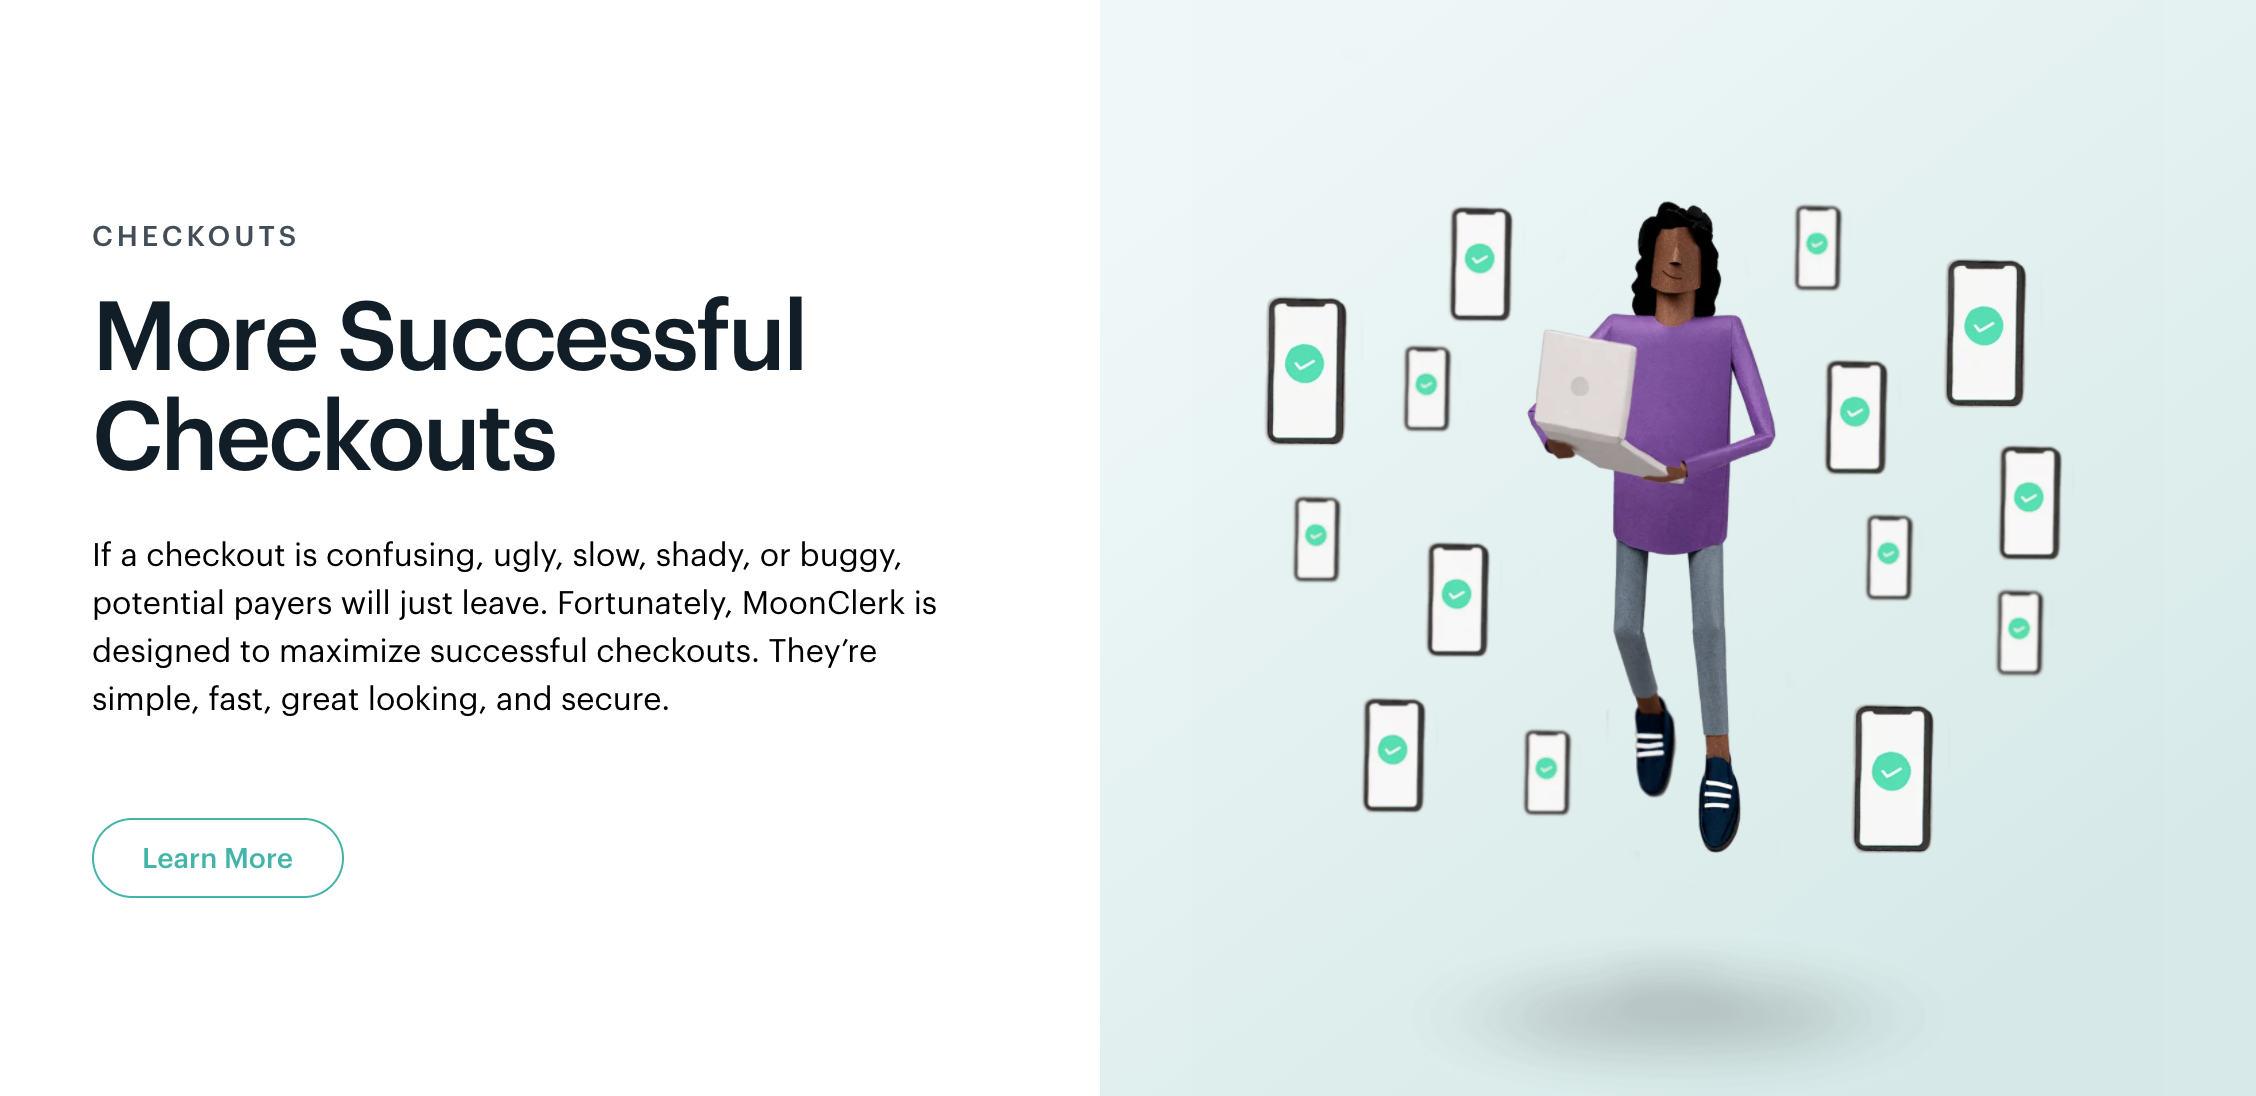 CHECKOUTS
More Successful
Checkouts
If a checkout is confusing, ugly, slow, shady, or buggy,
potential payers will just leave. Fortunately, MoonClerk is
designed to maximize successful checkouts. They’re
simple, fast, great looking, and secure.
Learn More